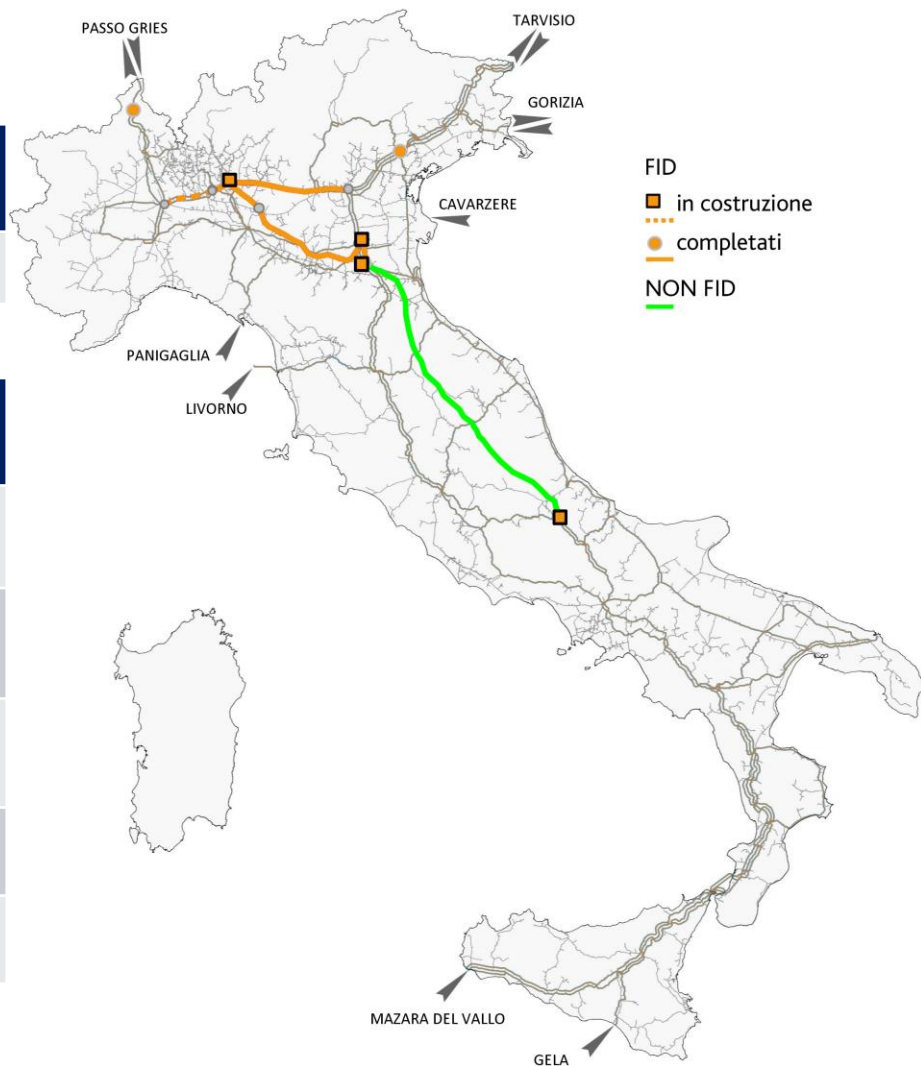 PASSO GRIES
TARVISIO
GORIZIA
CAVARZERE
PANIGAGLIA
LIVORNO
FID
in costruzione
completati
NON FID
MAZARA DEL VALLO
GELA